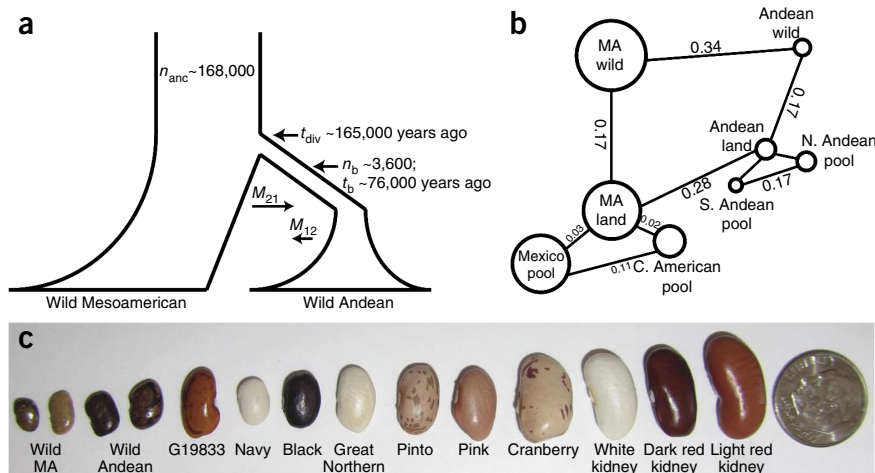 a
n_anc~168,000
t_div ~165,000 years ago
n_b ~3,600;
t_b ~76,000 years ago
M_21
M_12
Wild Mesoamerican
Wild Andean
b
MA
wild
0.34
Andean
wild
0.17
0.17
Andean
land
N. Andean
pool
0.17
S. Andean
pool
0.28
MA
land
0.03
0.02
Mexico
pool
0.11
C. American
pool
c
Wild
MA
Wild
Andean
G19833
Navy
Black
Great
Northern
Pinto
Pink
Cranberry
White
kidney
Dark red
kidney
Light red
kidney